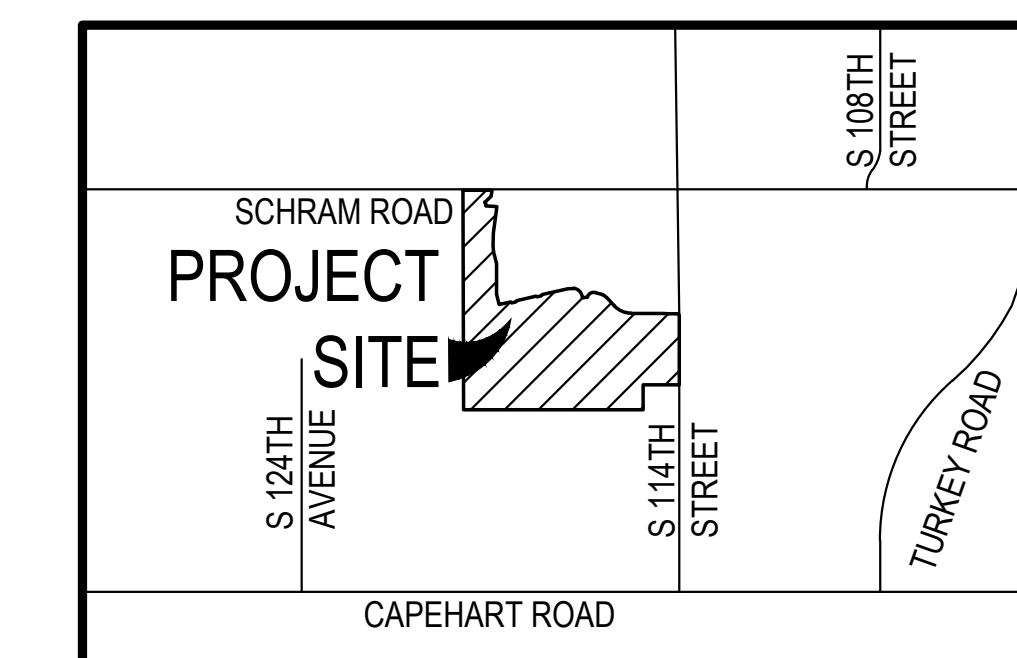 S 108TH
STREET
SCHRAM ROAD
PROJECT
SITE
S 124TH
AVENUE
S 114TH
STREET
TURKEY ROAD
CAPEHART ROAD